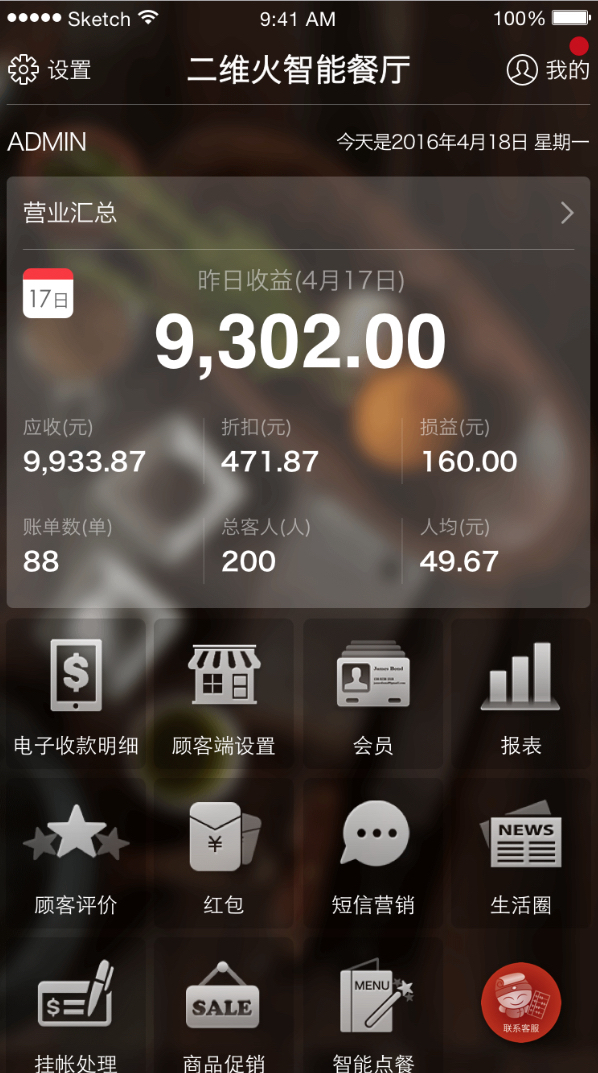 Sketch 9:41 AM 100%
设置 二维火智能餐厅 我的
ADMIN 今天是2016年4月18日 星期一
营业汇总
昨日收益(4月17日)
17日
9,302.00
应收(元) 折扣(元) 损益(元)
9,933.87 471.87 160.00
账单数(单) 总客人(人) 人均(元)
88 200 49.67
$
James Bond
电子收款明细 顾客端设置 会员 报表
¥ NEWS
顾客评价 红包 短信营销 生活圈
$ SALE MENU
联系客服
挂帐处理 商品促销 智能点餐